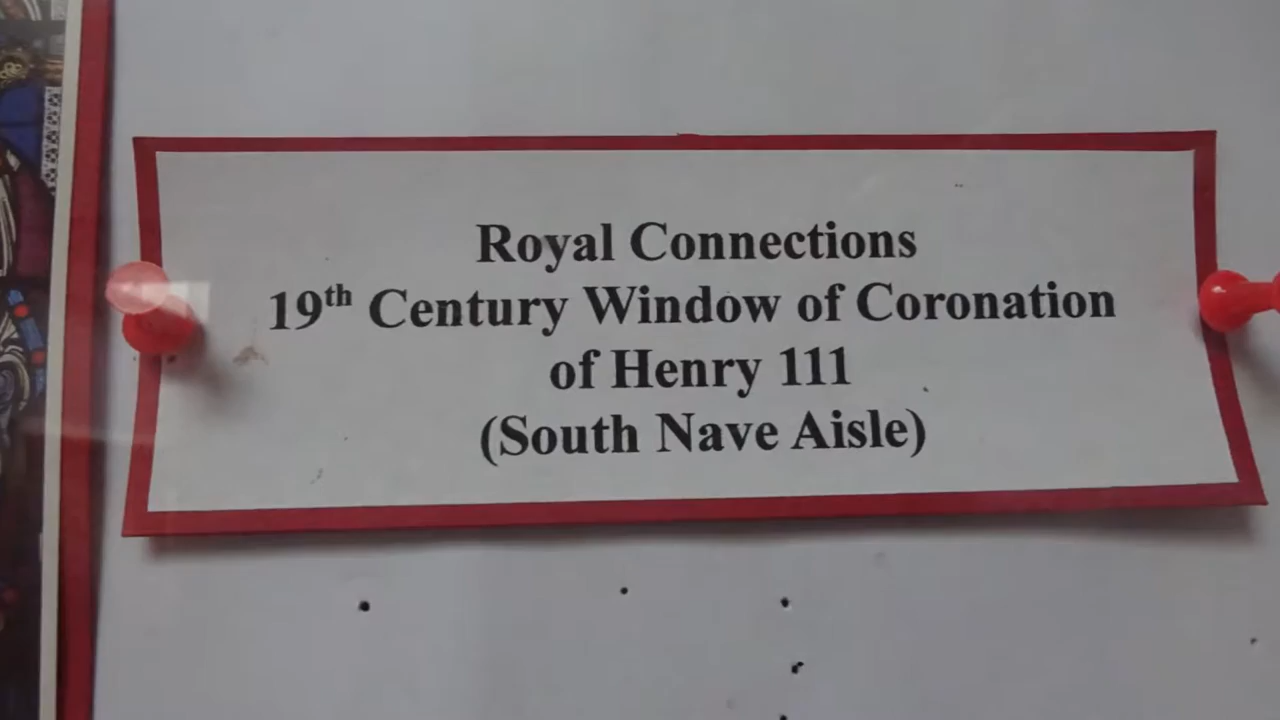 Royal Connections
19th Century Window of Coronation
of Henry 111
(South Nave Aisle)